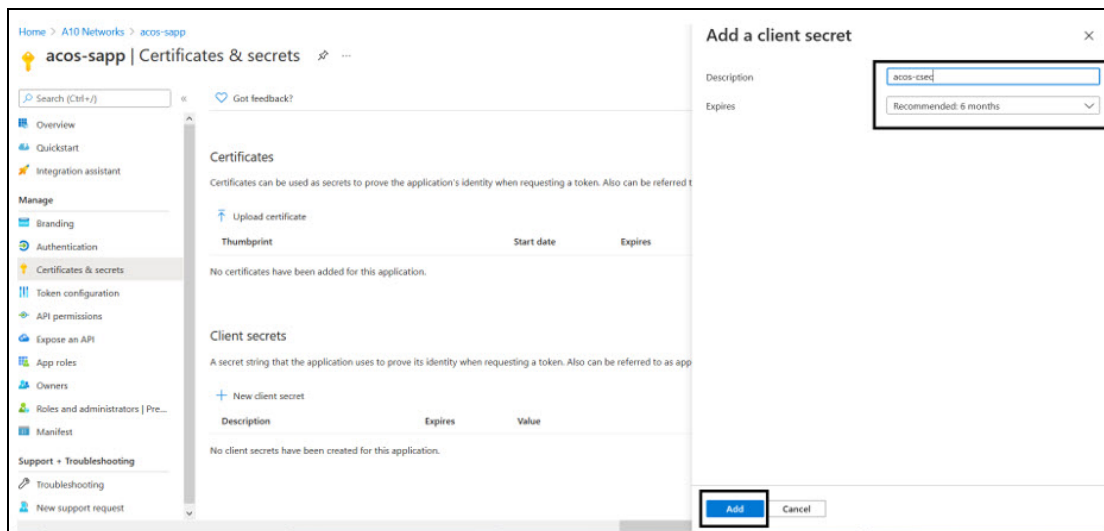 Home > A10 Networks > acos-sapp
acos-sapp | Certificates & secrets
Search (Ctrl+/)
Overview
Quickstart
Integration assistant
Manage
Branding
Authentication
Certificates & secrets
Token configuration
API permissions
Expose an API
App roles
Owners
Roles and administrators | Pre...
Manifest
Support + Troubleshooting
Troubleshooting
New support request
Got feedback?
Certificates
Certificates can be used as secrets to prove the application's identity when requesting a token. Also can be referred t
Upload certificate
Thumbprint Start date Expires
No certificates have been added for this application.
Client secrets
A secret string that the application uses to prove its identity when requesting a token. Also can be referred to as app
New client secret
Description Expires Value
No client secrets have been created for this application.
Add a client secret
Description acos-csec
Expires Recommended: 6 months
Add Cancel